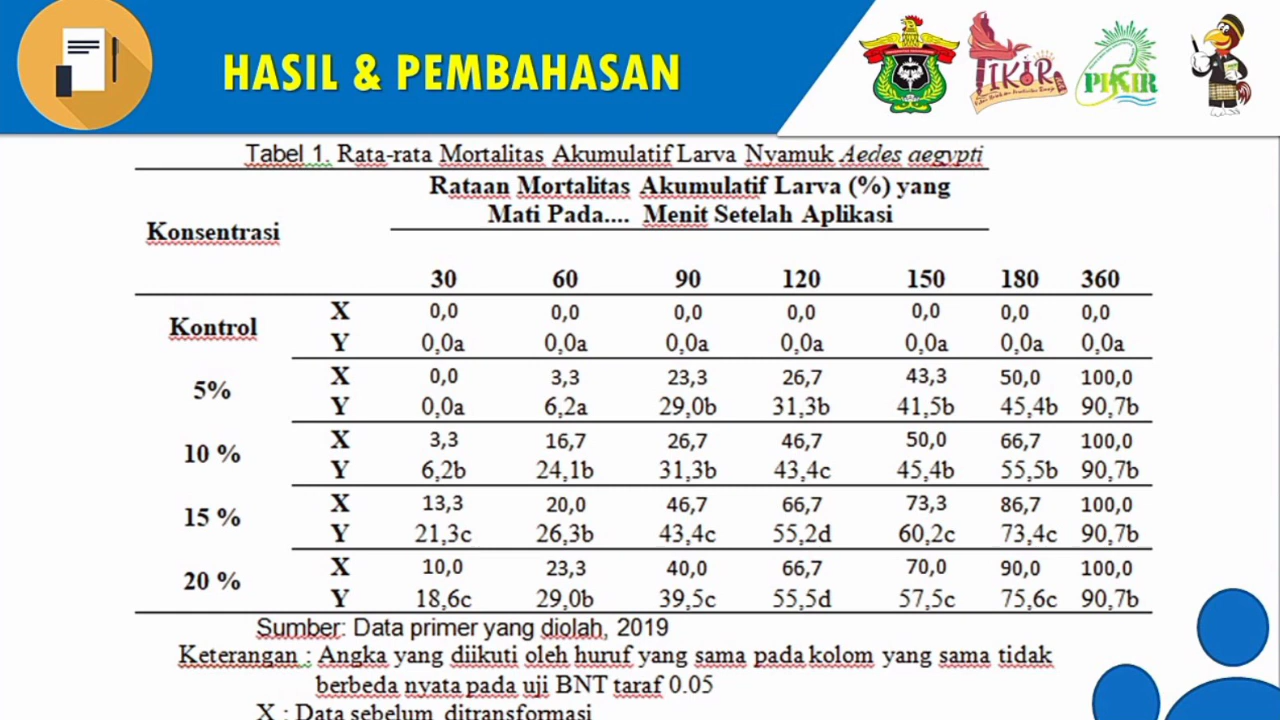 HASIL & PEMBAHASAN
FIKIR
PIKIR
Tabel 1. Rata-rata Mortalitas Akumulatif Larva Nyamuk Aedes aegypti
Konsentrasi
Rataan Mortalitas Akumulatif Larva (%) yang
Mati Pada.... Menit Setelah Aplikasi
30 60 90 120 150 180 360
Kontrol
X 0,0 0,0 0,0 0,0 0,0 0,0 0,0
Y 0,0a 0,0a 0,0a 0,0a 0,0a 0,0a 0,0a
5%
X 0,0 3,3 23,3 26,7 43,3 50,0 100,0
Y 0,0a 6,2a 29,0b 31,3b 41,5b 45,4b 90,7b
10 %
X 3,3 16,7 26,7 46,7 50,0 66,7 100,0
Y 6,2b 24,1b 31,3b 43,4c 45,4b 55,5b 90,7b
15 %
X 13,3 20,0 46,7 66,7 73,3 86,7 100,0
Y 21,3c 26,3b 43,4c 55,2d 60,2c 73,4c 90,7b
20 %
X 10,0 23,3 40,0 66,7 70,0 90,0 100,0
Y 18,6c 29,0b 39,5c 55,5d 57,5c 75,6c 90,7b
Sumber: Data primer yang diolah, 2019
Keterangan : Angka yang diikuti oleh huruf yang sama pada kolom yang sama tidak
berbeda nyata pada uji BNT taraf 0.05
X : Data sebelum ditransformasi